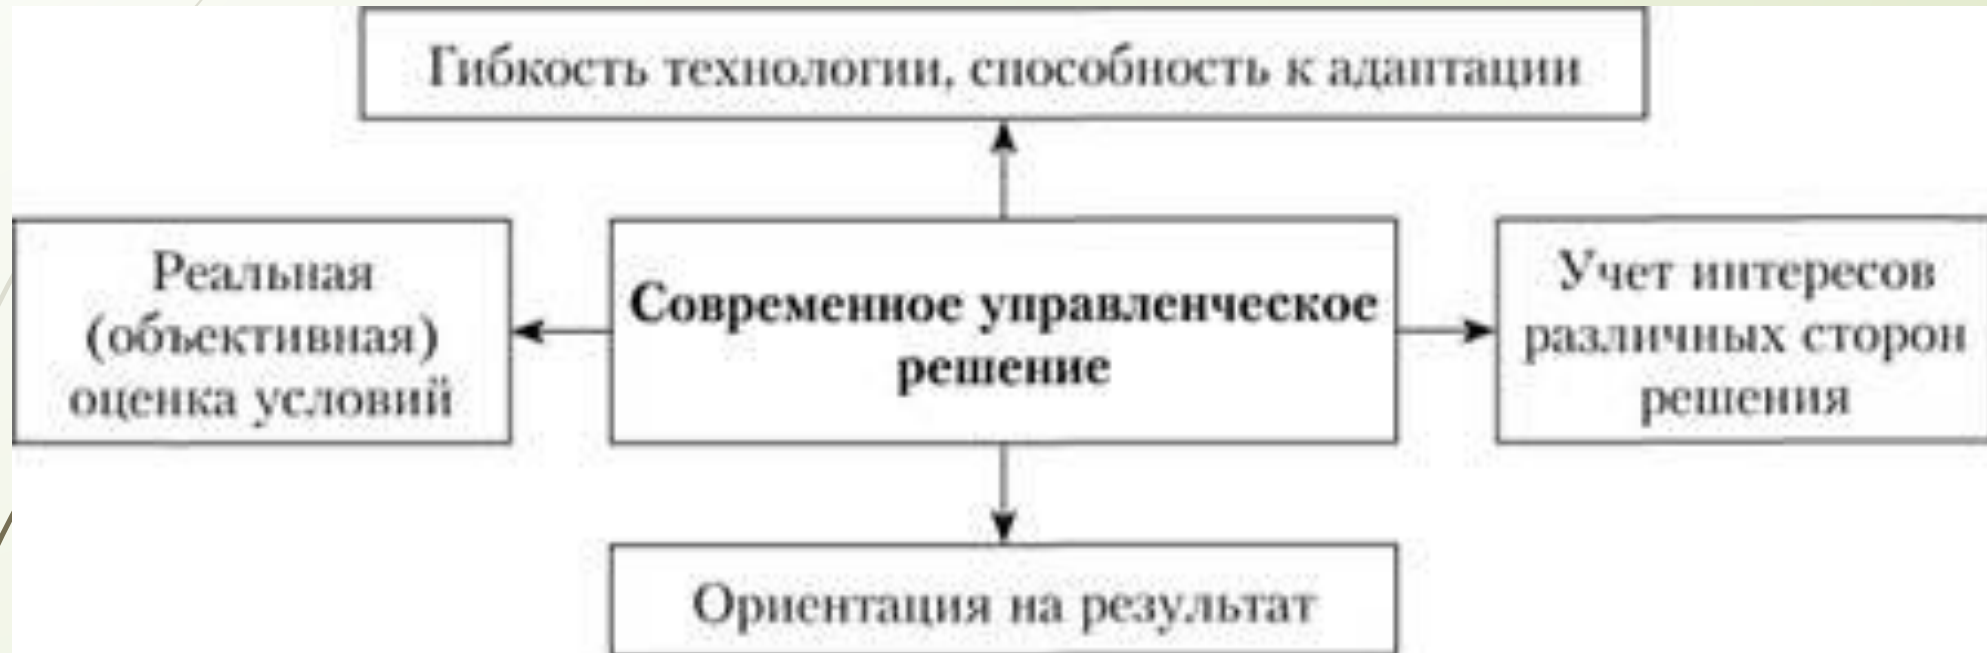 Гибкость технологии, способность к адаптации
Реальная
(объективная)
оценка условий
Современное управленческое
решение
Учет интересов
различных сторон
решения
Ориентация на результат